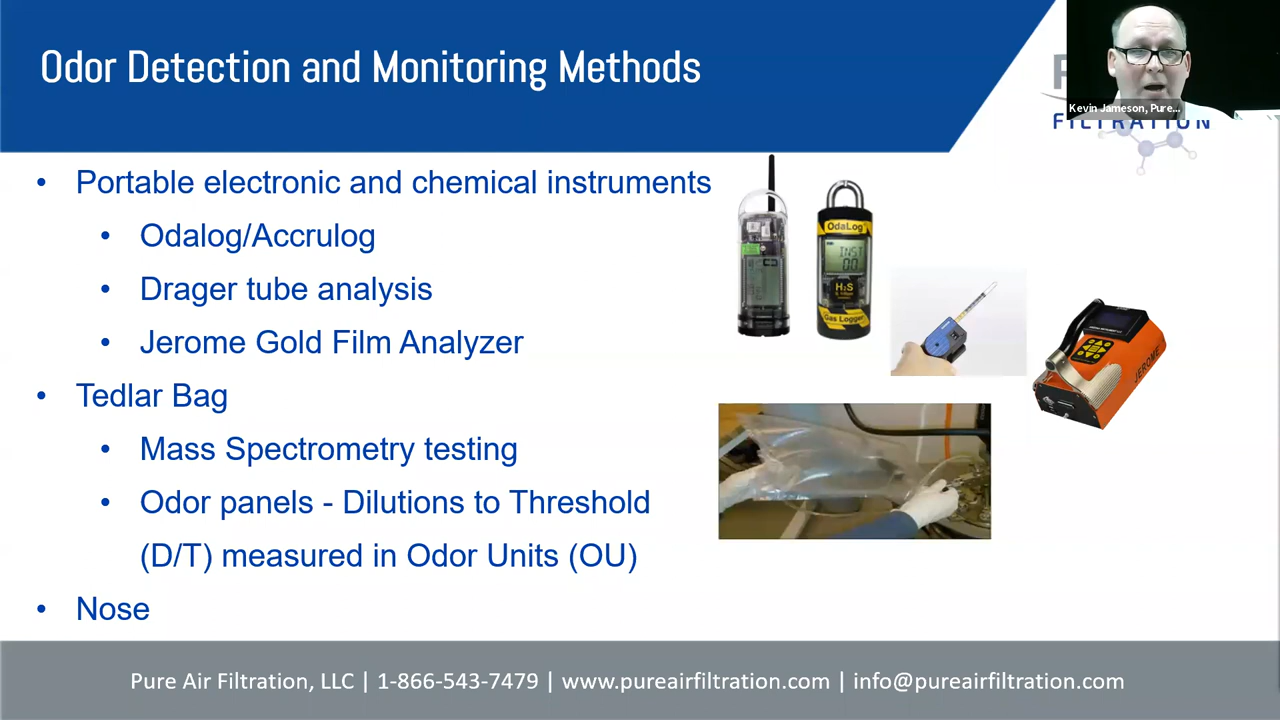 Odor Detection and Monitoring Methods
Kevin Jameson, Pure...
FILTRATION
• Portable electronic and chemical instruments
• Odalog/Accrulog
• Drager tube analysis
• Jerome Gold Film Analyzer
• Tedlar Bag
• Mass Spectrometry testing
• Odor panels - Dilutions to Threshold
(D/T) measured in Odor Units (OU)
• Nose
OdaLog
INST
H₂S
Gas Logger
JEROME
Pure Air Filtration, LLC | 1-866-543-7479 | www.pureairfiltration.com | info@pureairfiltration.com